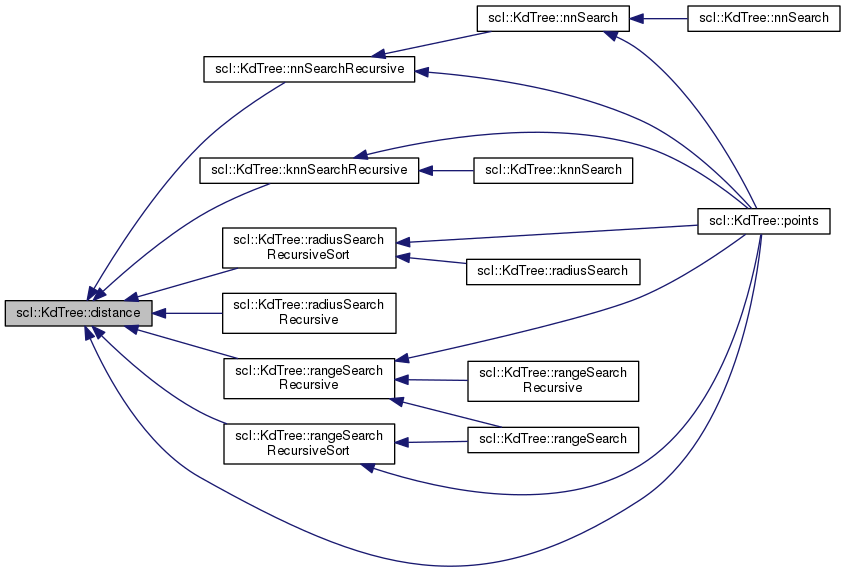 scl::KdTree::nnSearch
scl::KdTree::nnSearch
scl::KdTree::nnSearchRecursive
scl::KdTree::knnSearchRecursive
scl::KdTree::knnSearch
scl::KdTree::points
scl::KdTree::radiusSearch
RecursiveSort
scl::KdTree::radiusSearch
scl::KdTree::distance
scl::KdTree::radiusSearch
Recursive
scl::KdTree::rangeSearch
Recursive
scl::KdTree::rangeSearch
Recursive
scl::KdTree::rangeSearch
RecursiveSort
scl::KdTree::rangeSearch